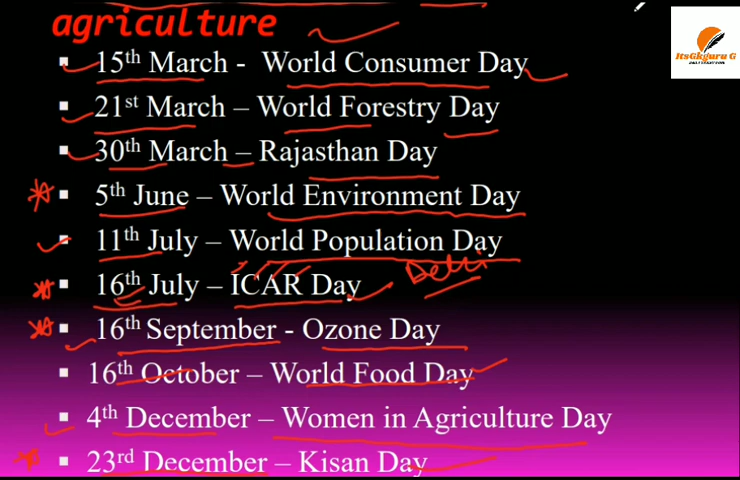 agriculture
ItsGkguru G
▪ 15th March - World Consumer Day
▪ 21st March – World Forestry Day
▪ 30th March – Rajasthan Day
▪ 5th June – World Environment Day
▪ 11th July – World Population Day
▪ 16th July – ICAR Day Delhi
▪ 16th September - Ozone Day
▪ 16th October – World Food Day
▪ 4th December – Women in Agriculture Day
▪ 23rd December – Kisan Day